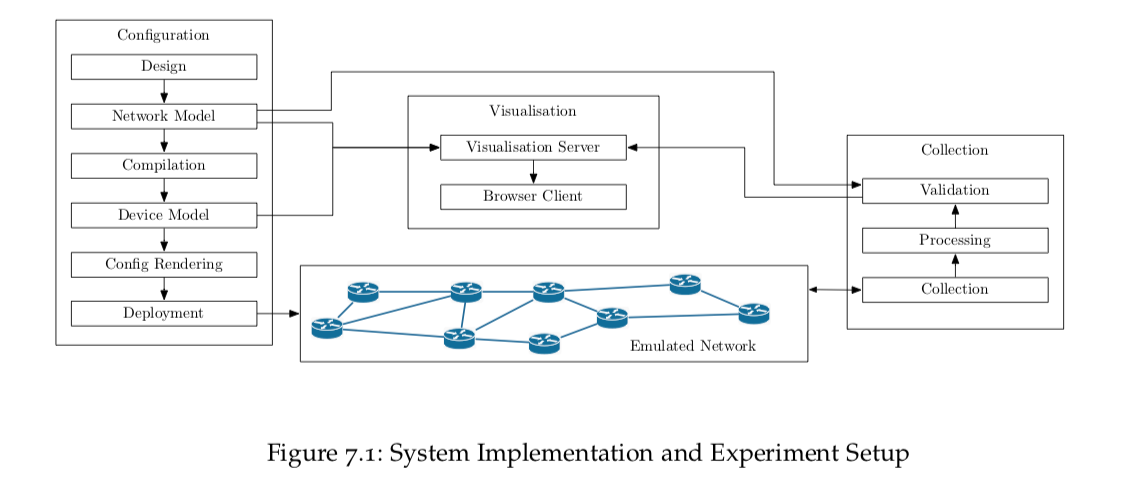 Configuration
Design
Network Model
Compilation
Device Model
Config Rendering
Deployment
Visualisation
Visualisation Server
Browser Client
Collection
Validation
Processing
Collection
Emulated Network
Figure 7.1: System Implementation and Experiment Setup